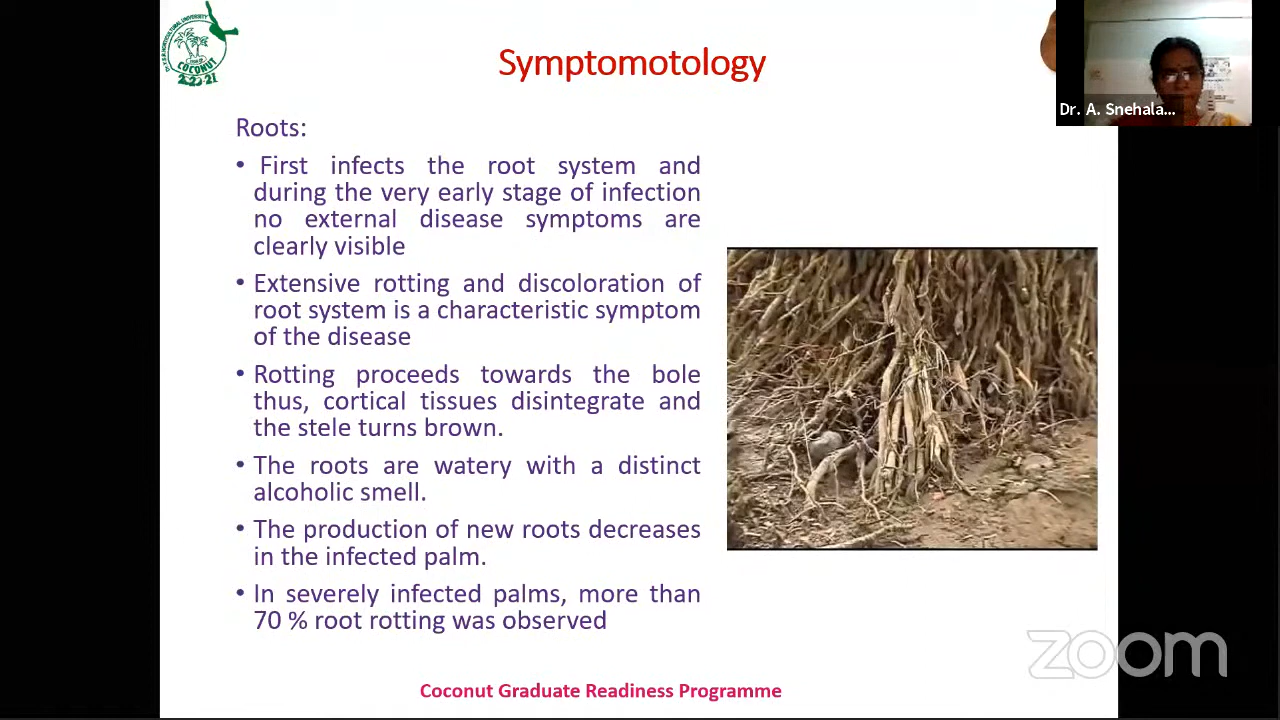 Symptomotology
COCONUT
2020-21
Dr. A. Snehala...
Roots:
• First infects the root system and
during the very early stage of infection
no external disease symptoms are
clearly visible
• Extensive rotting and discoloration of
root system is a characteristic symptom
of the disease
• Rotting proceeds towards the bole
thus, cortical tissues disintegrate and
the stele turns brown.
• The roots are watery with a distinct
alcoholic smell.
• The production of new roots decreases
in the infected palm.
• In severely infected palms, more than
70 % root rotting was observed
zoom
Coconut Graduate Readiness Programme